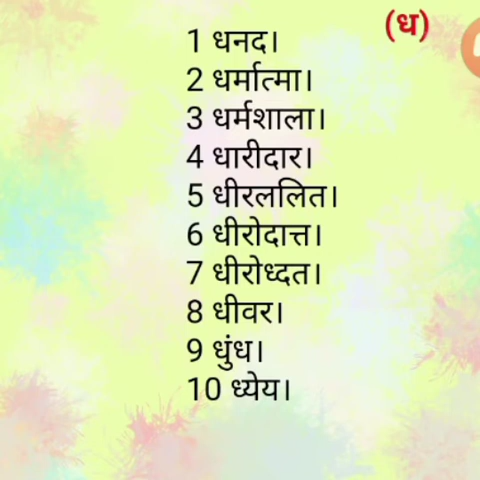 (ध)
1 धनद।
2 धर्मात्मा।
3 धर्मशाला।
4 धारीदार।
5 धीरललित।
6 धीरोदात्त।
7 धीरोध्दत।
8 धीवर।
9 धुंध।
10 ध्येय।